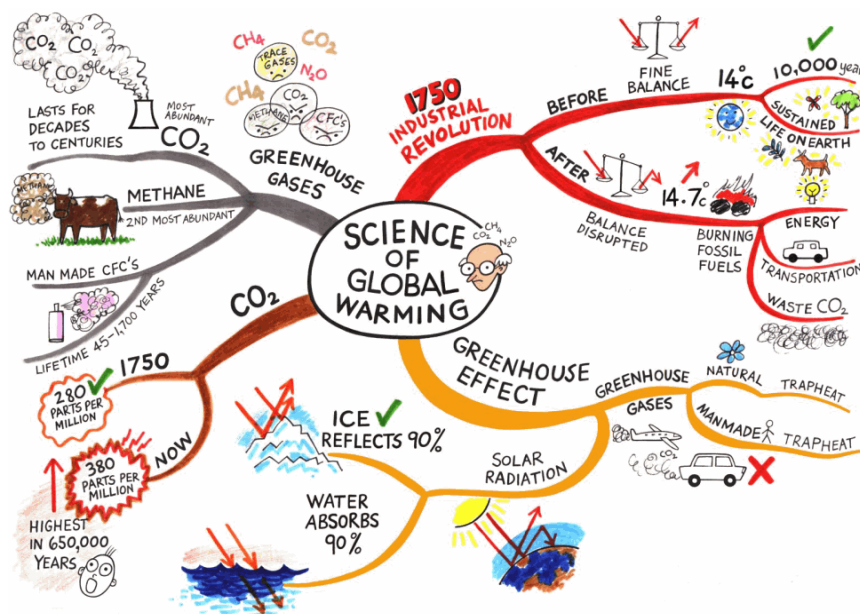 SCIENCE
OF
GLOBAL
WARMING
CH4
CO2
N2O
1750
INDUSTRIAL
REVOLUTION
BEFORE
FINE
BALANCE
14°C
10,000 years
SUSTAINED
LIFE ON EARTH
AFTER
BALANCE
DISRUPTED
14.7°C
BURNING
FOSSIL
FUELS
ENERGY
TRANSPORTATION
WASTE CO2
GREENHOUSE
EFFECT
GREENHOUSE
GASES
NATURAL
TRAPHEAT
MANMADE
TRAPHEAT
CO2
SOLAR
RADIATION
ICE
REFLECTS 90%
WATER
ABSORBS
90%
CO2
1750
280
PARTS PER
MILLION
NOW
380
PARTS PER
MILLION
HIGHEST
IN 650,000
YEARS
GREENHOUSE
GASES
CH4
CO2
TRACE
GASES
N2O
CH4
CO2
METHANE
CFC'S
CO2
CO2
CO2
LASTS FOR
DECADES
TO CENTURIES
MOST
ABUNDANT
CO2
METHANE
METHANE
2ND MOST ABUNDANT
MAN MADE CFC'S
LIFETIME 45-1,700 YEARS